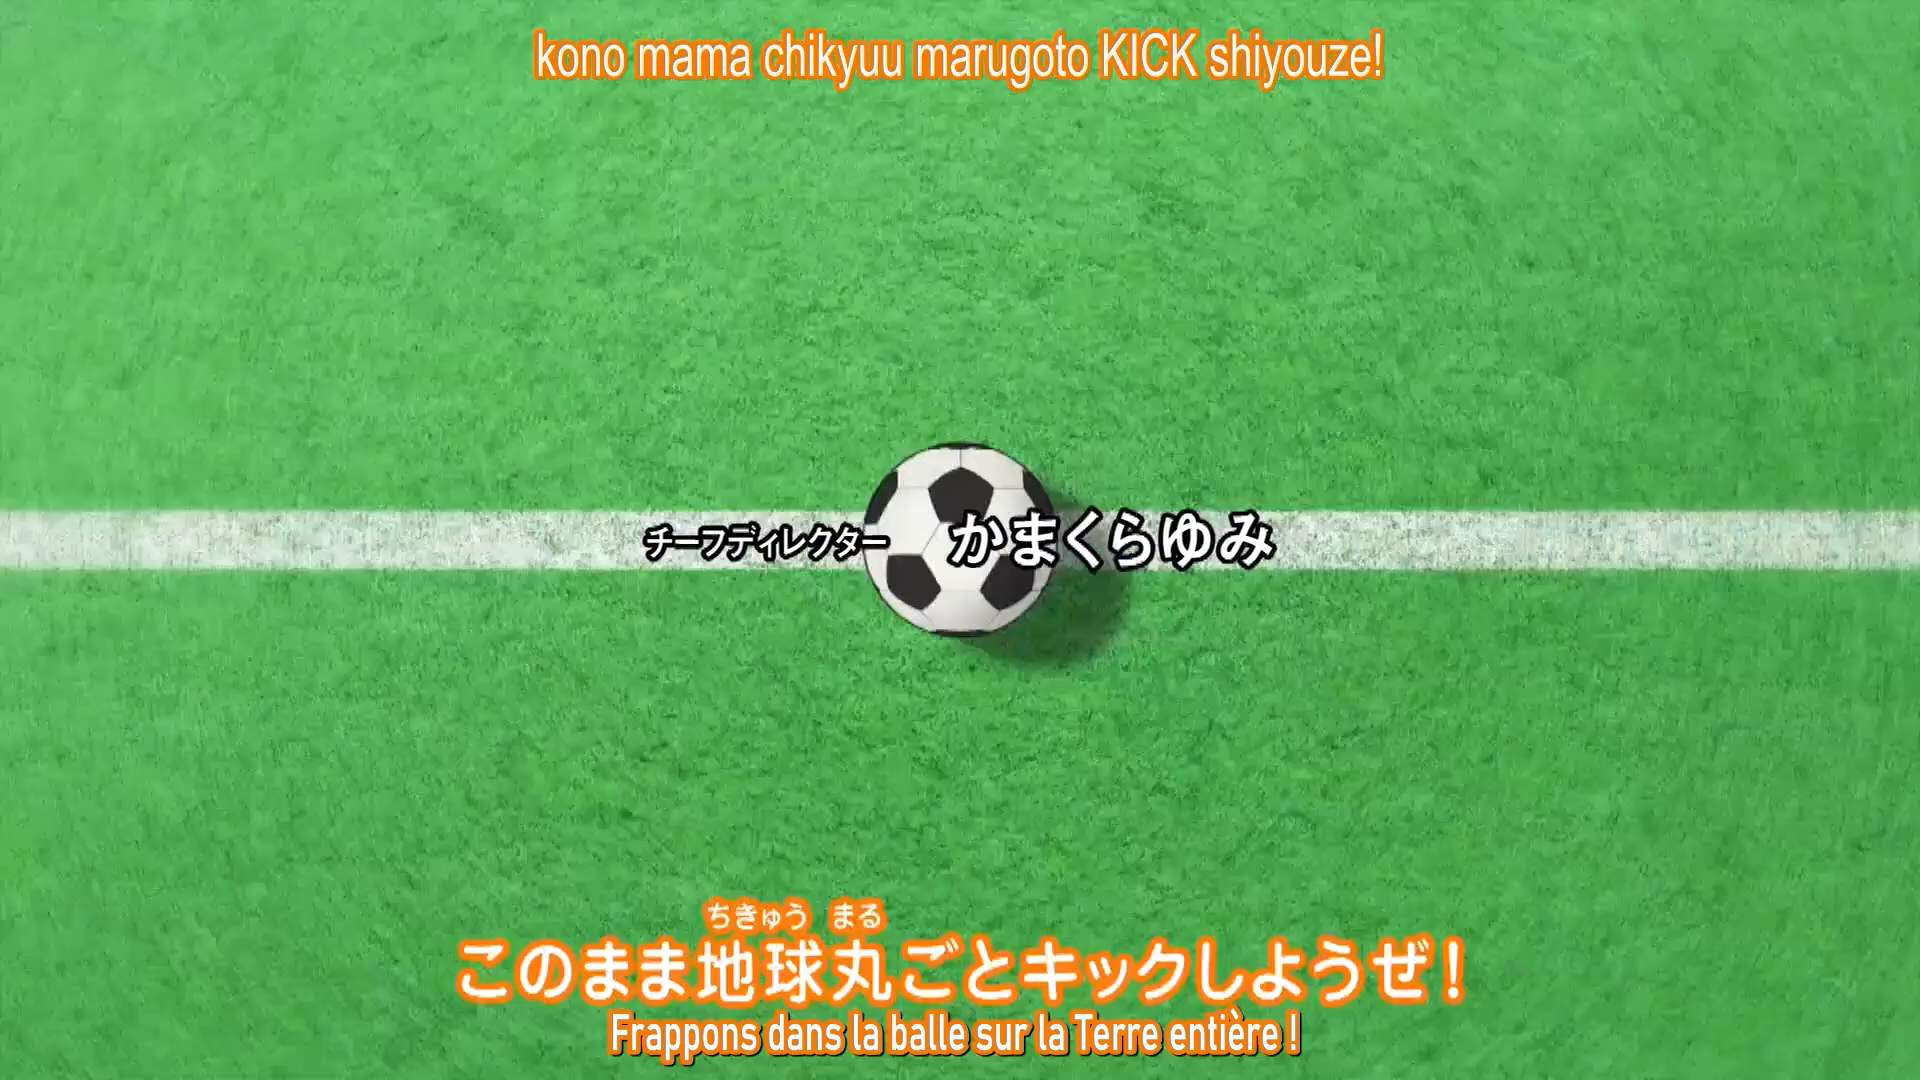 kono mama chikyuu marugoto KICK shiyouze!
チーフディレクター かまくらゆみ
ちきゅう まる
このまま地球丸ごとキックしようぜ！
Frappons dans la balle sur la Terre entière !